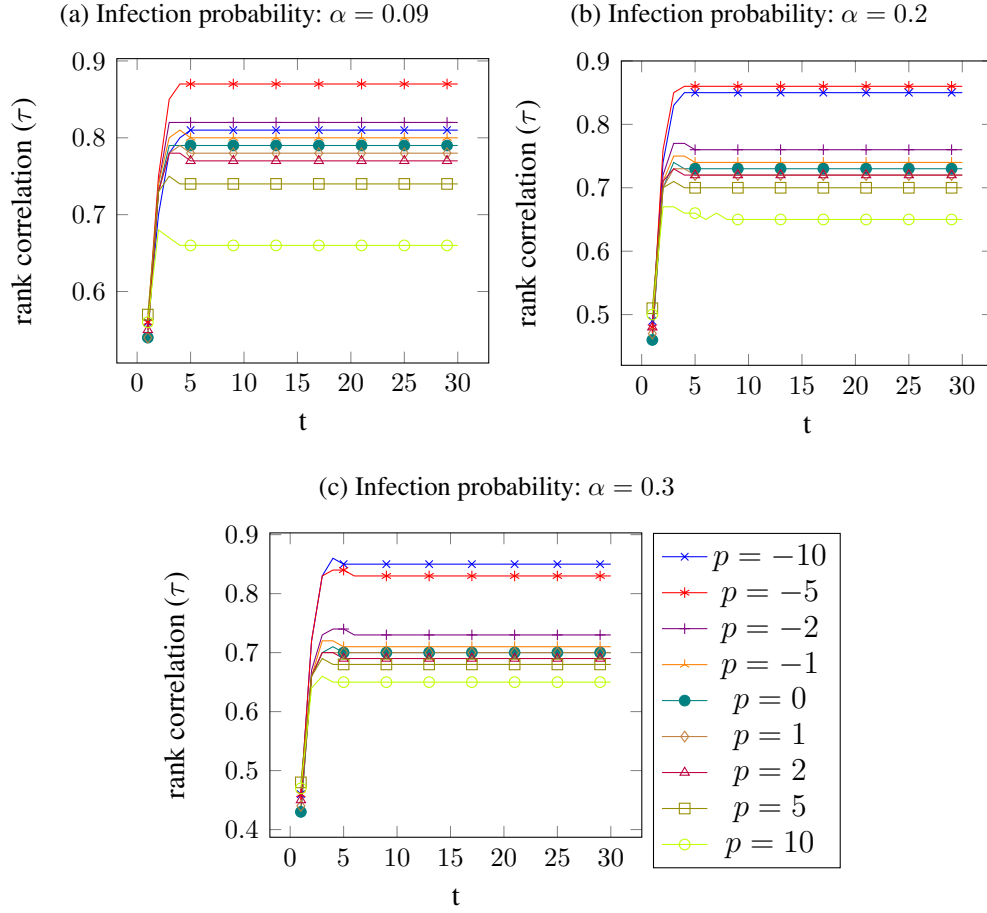 (a) Infection probability: α = 0.09
rank correlation (τ)
0.9
0.8
0.7
0.6
0 5 10 15 20 25 30
t
(b) Infection probability: α = 0.2
rank correlation (τ)
0.9
0.8
0.7
0.6
0.5
0 5 10 15 20 25 30
t
(c) Infection probability: α = 0.3
rank correlation (τ)
0.9
0.8
0.7
0.6
0.5
0.4
0 5 10 15 20 25 30
t
p = −10
p = −5
p = −2
p = −1
p = 0
p = 1
p = 2
p = 5
p = 10